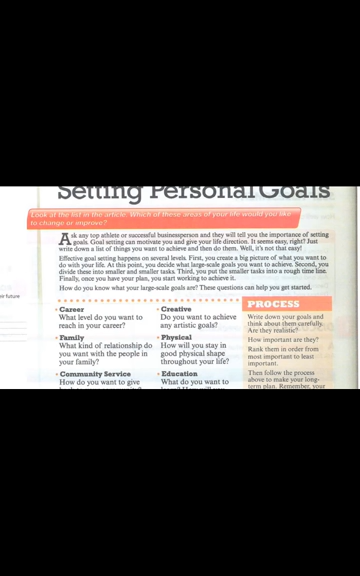 Setting Personal Goals
Look at the list in the article. Which of these areas of your life would you like
to change or improve?
Ask any top athlete or successful businessperson and they will tell you the importance of setting
goals. Goal setting can motivate you and give your life direction. It seems easy, right? Just
write down a list of things you want to achieve and then do them. Well, it's not that easy!
Effective goal setting happens on several levels. First, you create a big picture of what you want to
do with your life. At this point, you decide what large-scale goals you want to achieve. Second, you
divide these into smaller and smaller tasks. Third, you put the smaller tasks into a rough time line.
Finally, once you have your plan, you start working to achieve it.
ur future
How do you know what your large-scale goals are? These questions can help you get started.
• Career
What level do you want to
reach in your career?
• Family
What kind of relationship do
you want with the people in
your family?
• Community Service
How do you want to give
• Creative
Do you want to achieve
any artistic goals?
• Physical
How will you stay in
good physical shape
throughout your life?
• Education
What do you want to
PROCESS
Write down your goals and
think about them carefully.
Are they realistic?
How important are they?
Rank them in order from
most important to least
important.
Then follow the process
above to make your long-
term plan. Remember, your